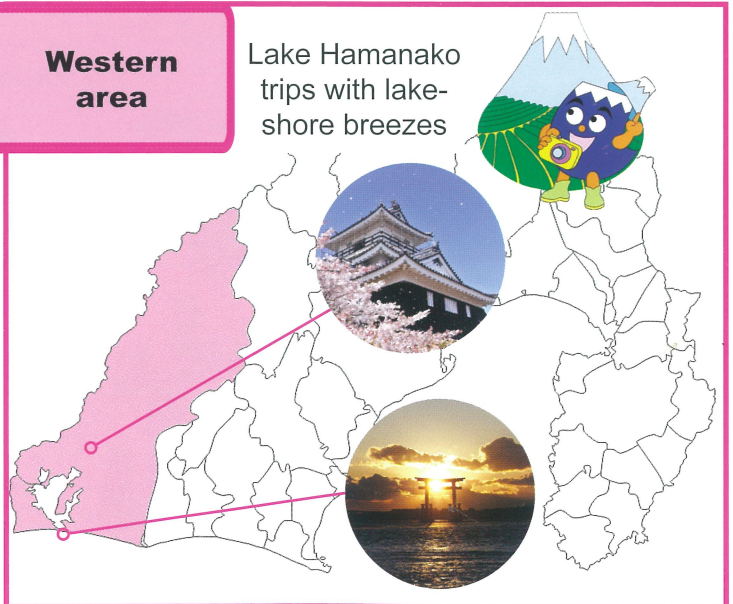 Western
area
Lake Hamanako
trips with lake-
shore breezes